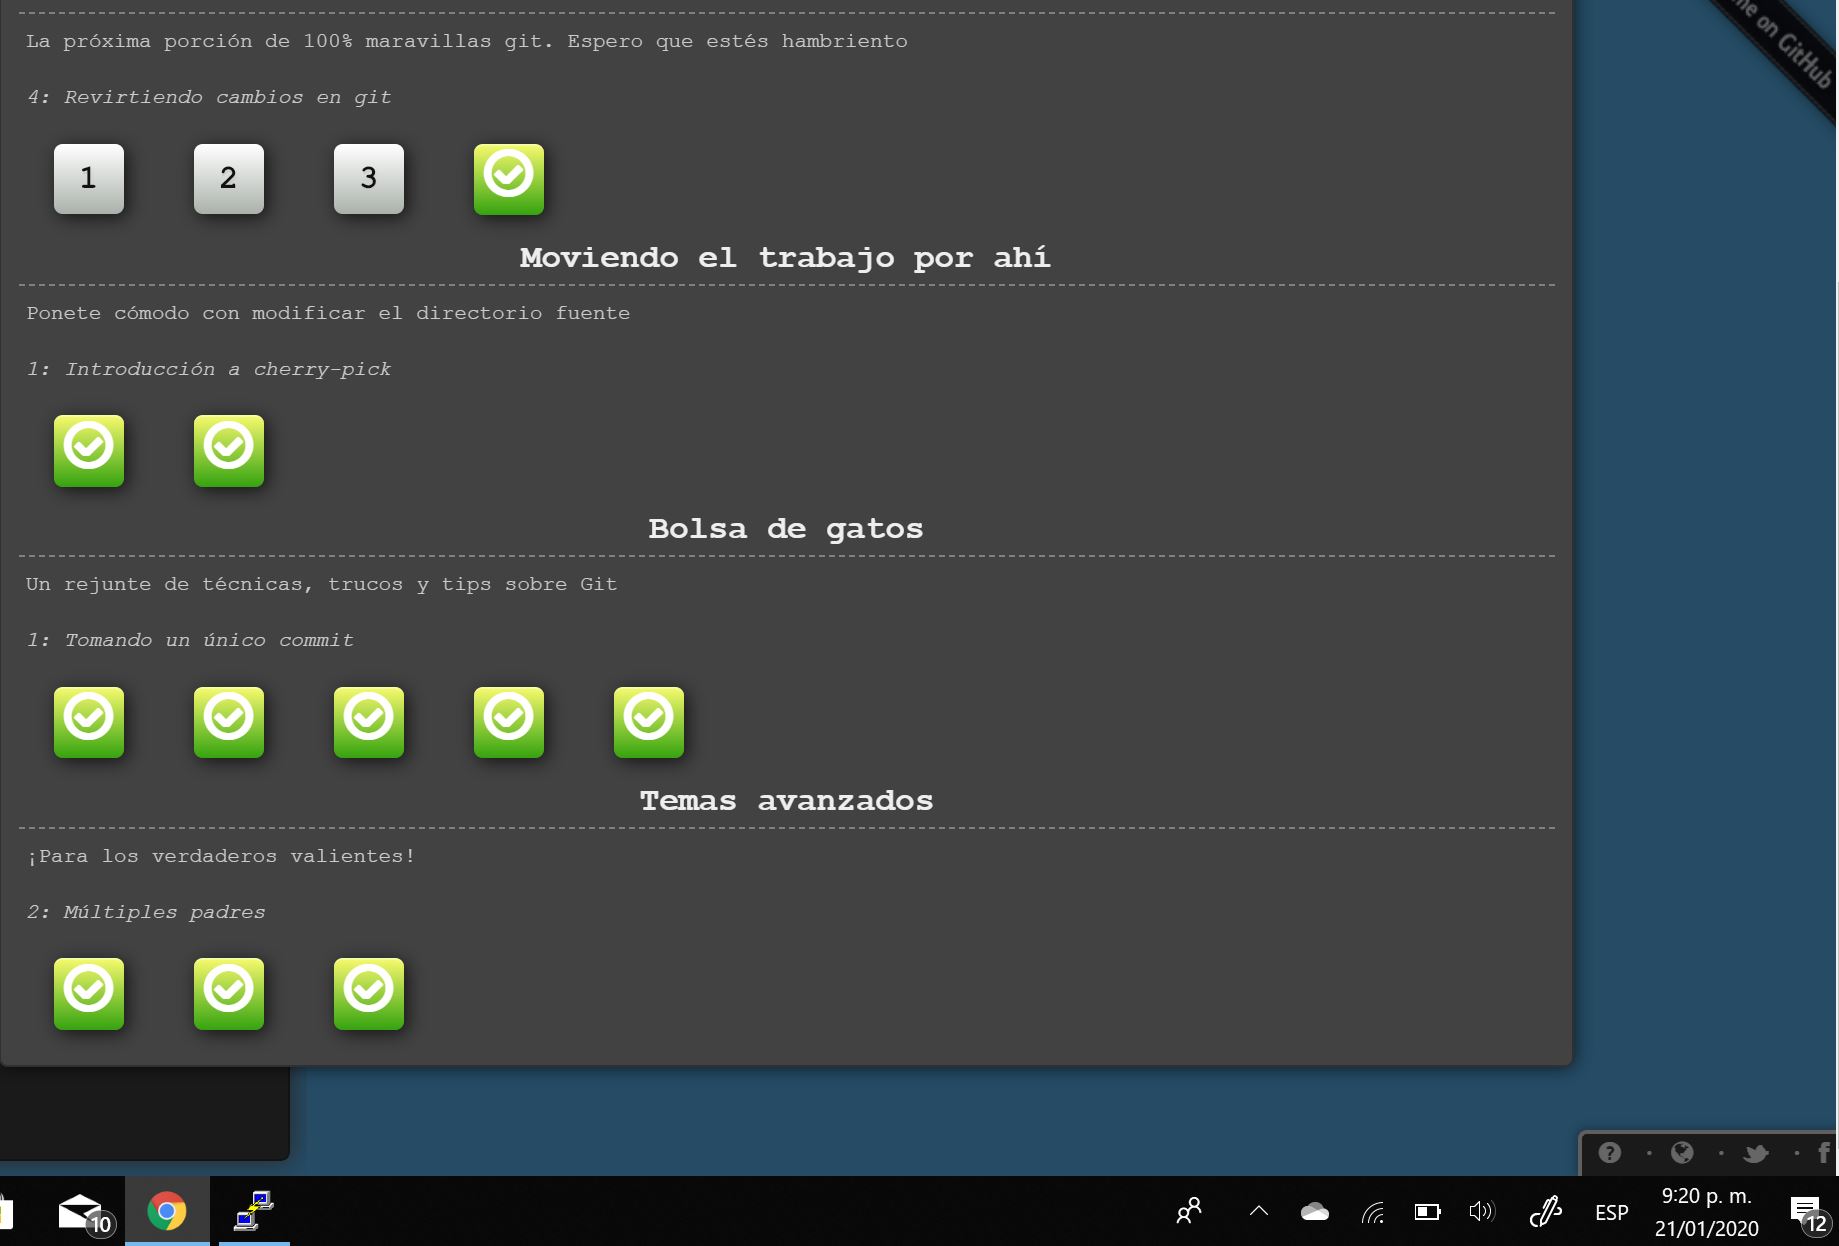 me on GitHub
La próxima porción de 100% maravillas git. Espero que estés hambriento
4: Revirtiendo cambios en git
1 2 3
Moviendo el trabajo por ahí
Ponete cómodo con modificar el directorio fuente
1: Introducción a cherry-pick
Bolsa de gatos
Un rejunte de técnicas, trucos y tips sobre Git
1: Tomando un único commit
Temas avanzados
¡Para los verdaderos valientes!
2: Múltiples padres
10
ESP
9:20 p. m.
21/01/2020
12